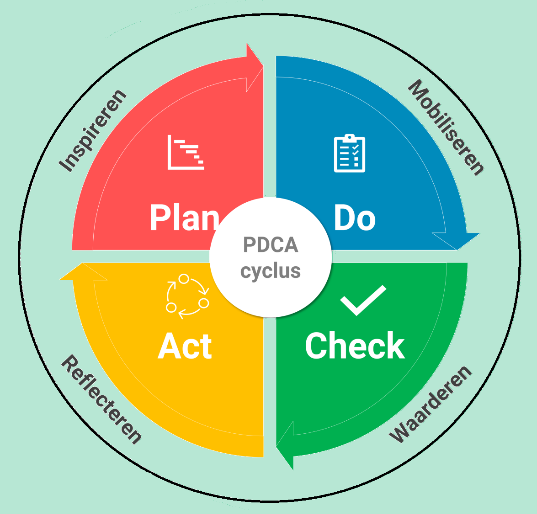 Inspireren
Mobiliseren
Plan
Do
PDCA
cyclus
Act
Check
Reflecteren
Waarderen